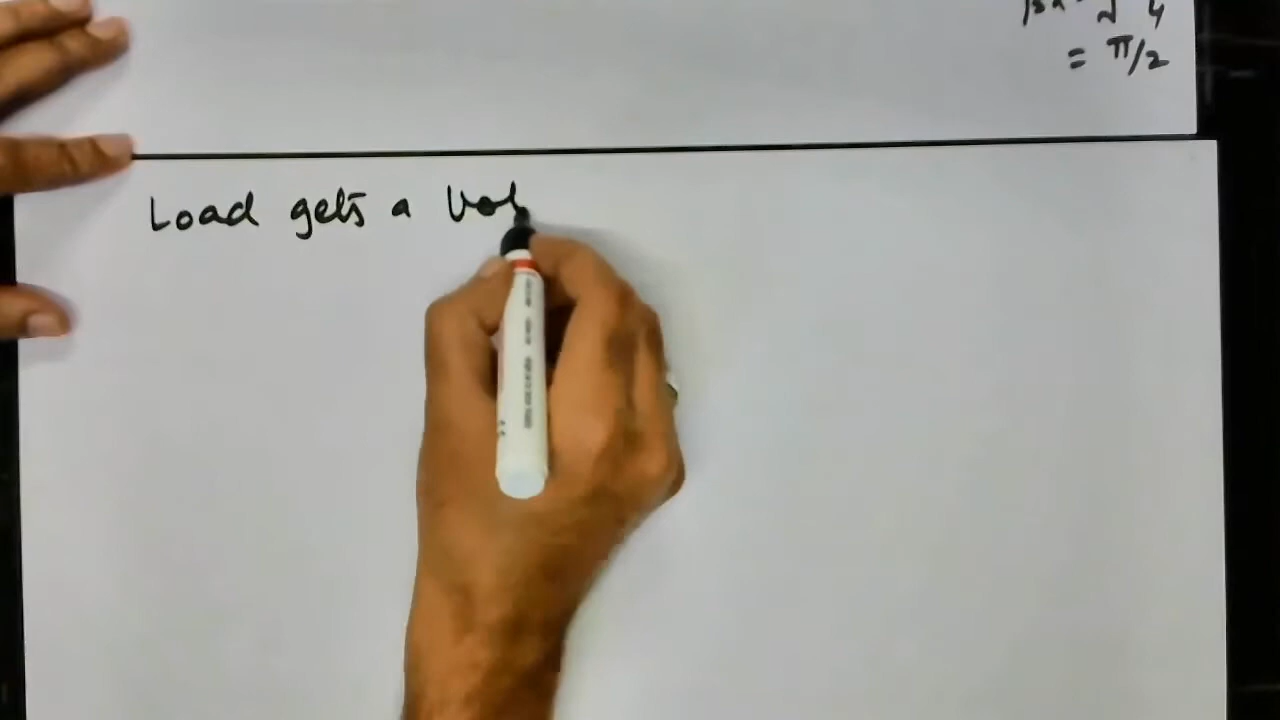 = π/2
Load gets a Vol